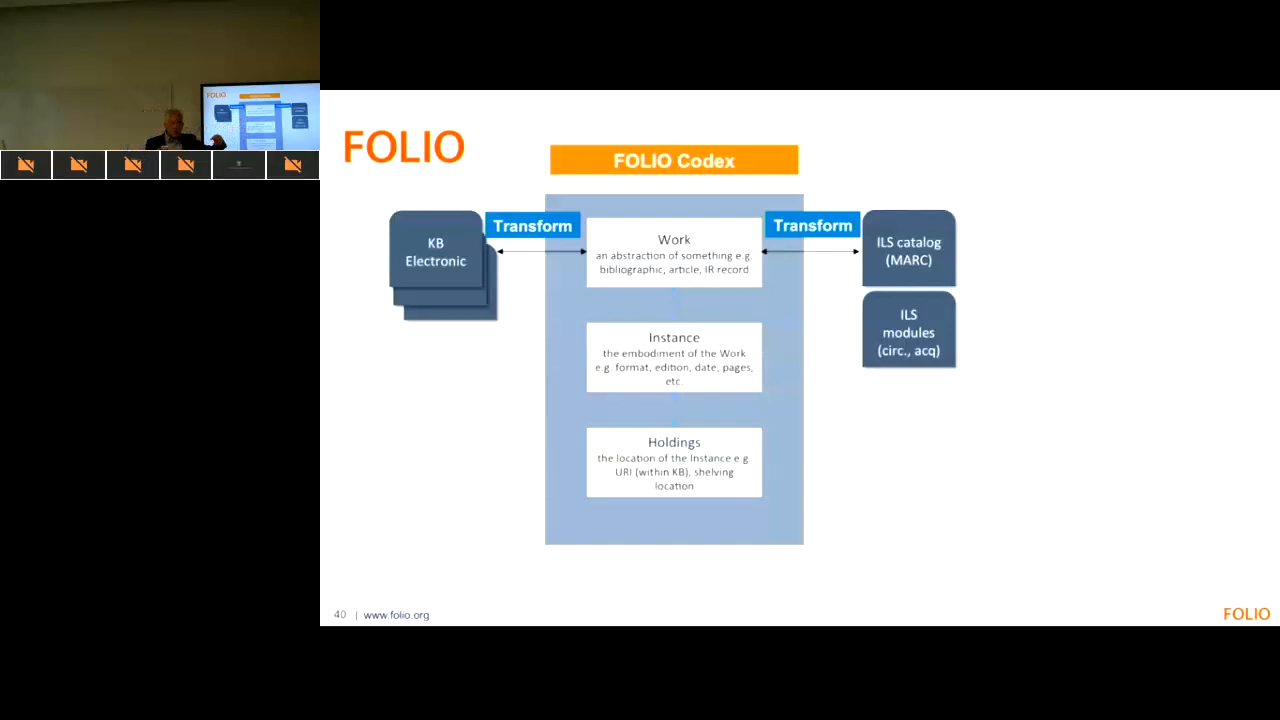 FOLIO
FOLIO
FOLIO Codex
Transform
Transform
KB
Electronic
Work
an abstraction of something e.g.
bibliographic, article, IR record
ILS catalog
(MARC)
ILS
modules
(circ., acq)
Instance
the embodiment of the Work
e.g. format, edition, date, pages,
etc.
Holdings
the location of the Instance e.g.
URI (within KB), shelving
location
40 | www.folio.org
FOLIO